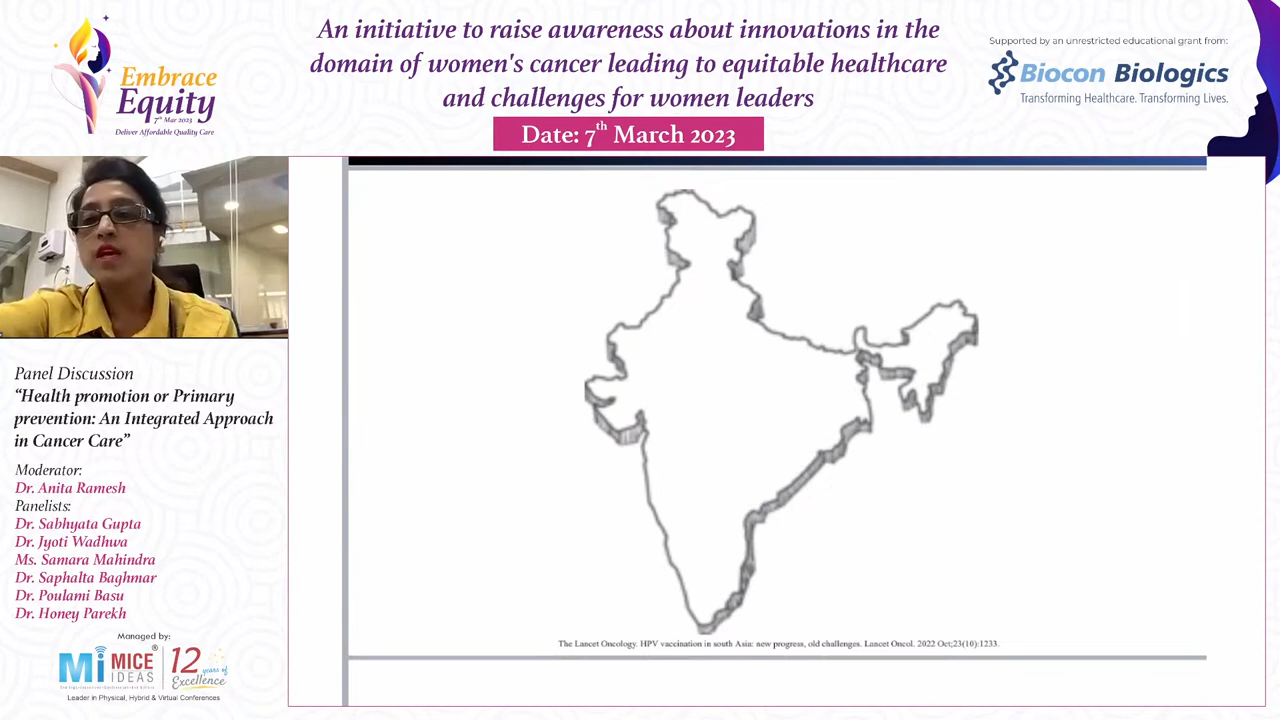 An initiative to raise awareness about innovations in the
domain of women's cancer leading to equitable healthcare
and challenges for women leaders
Date: 7th March 2023
Embrace
Equity
7th Mar 2023
Deliver Affordable Quality Care
Supported by an unrestricted educational grant from:
Biocon Biologics
Transforming Healthcare. Transforming Lives.
Panel Discussion
“Health promotion or Primary
prevention: An Integrated Approach
in Cancer Care”
Moderator:
Dr. Anita Ramesh
Panelists:
Dr. Sabhyata Gupta
Dr. Jyoti Wadhwa
Ms. Samara Mahindra
Dr. Saphalta Baghmar
Dr. Poulami Basu
Dr. Honey Parekh
Managed by:
Mi MICE IDEAS ®
12 years of Excellence
Leader in Physical, Hybrid & Virtual Conferences
The Lancet Oncology. HPV vaccination in south Asia: new progress, old challenges. Lancet Oncol. 2022 Oct;23(10):1233.